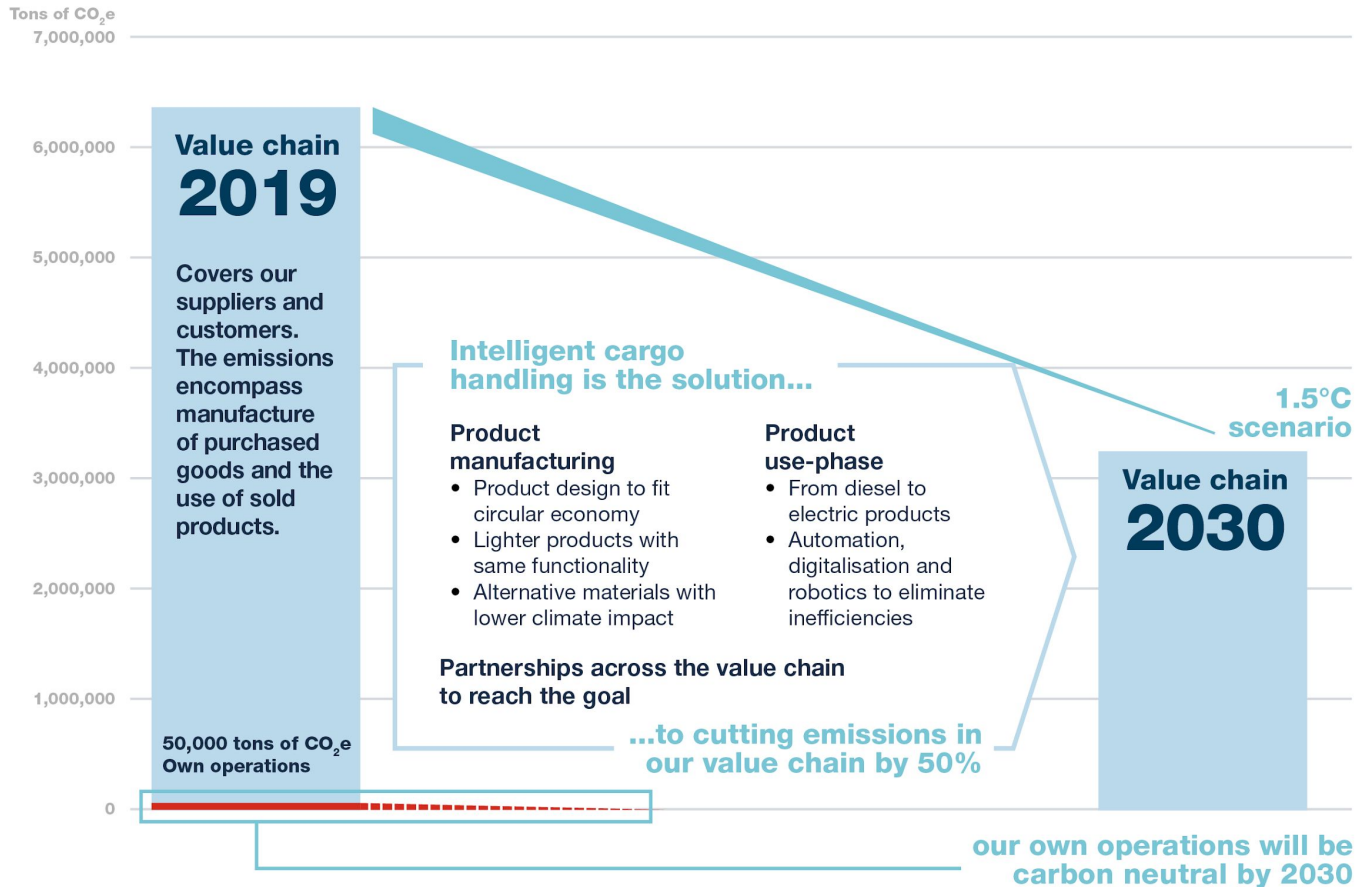 Tons of CO₂e
7,000,000
6,000,000
5,000,000
4,000,000
3,000,000
2,000,000
1,000,000
0
Value chain
2019
Covers our
suppliers and
customers.
The emissions
encompass
manufacture
of purchased
goods and the
use of sold
products.
50,000 tons of CO₂e
Own operations
Intelligent cargo
handling is the solution...
Product
manufacturing
• Product design to fit
circular economy
• Lighter products with
same functionality
• Alternative materials with
lower climate impact
Product
use-phase
• From diesel to
electric products
• Automation,
digitalisation and
robotics to eliminate
inefficiencies
Partnerships across the value chain
to reach the goal
...to cutting emissions in
our value chain by 50%
1.5°C
scenario
Value chain
2030
our own operations will be
carbon neutral by 2030